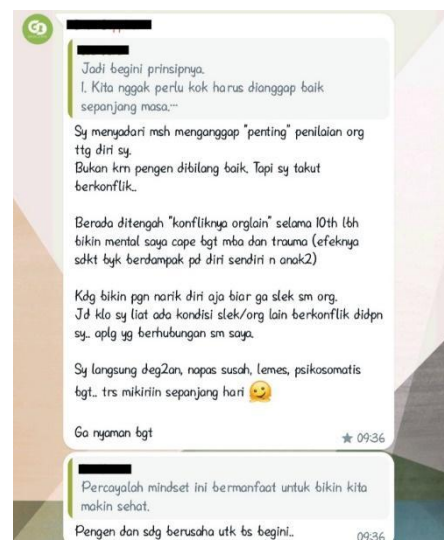 GD
Jadi begini prinsipnya.
1. Kita nggak perlu kok harus dianggap baik
sepanjang masa.…
Sy menyadari msh menganggap "penting" penilaian org
ttg diri sy.
Bukan krn pengen dibilang baik. Tapi sy takut
berkonflik..
Berada ditengah "konfliknya orglain" selama 10th lbh
bikin mental saya cape bgt mba dan trauma (efeknya
sdkt byk berdampak pd diri sendiri n anak2)
Kdg bikin pgn narik diri aja biar ga slek sm org.
Jd klo sy liat ada kondisi slek/org lain berkonflik didpn
sy.. aplg yg berhubungan sm saya.
Sy langsung deg2an, napas susah, lemes, psikosomatis
bgt.. trs mikiriin sepanjang hari 🫠
Ga nyaman bgt
★ 09:36
Percayalah mindset ini bermanfaat untuk bikin kita
makin sehat.
Pengen dan sdg berusaha utk bs begini..
09:36